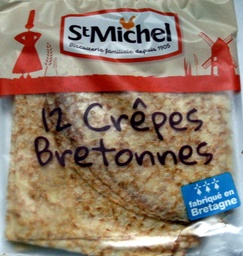 St Michel
Biscuiterie familiale depuis 1905
12 Crêpes
Bretonnes
fabriqué en
Bretagne